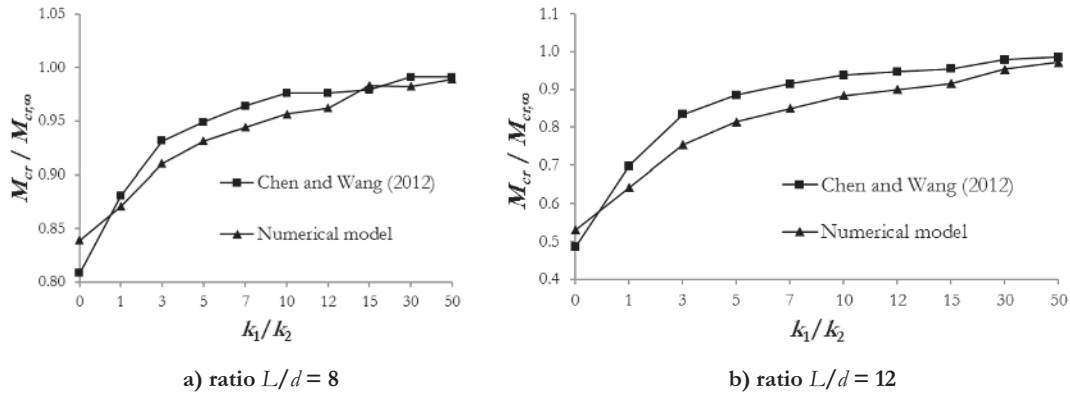 1.05
1.00
0.95
0.90
0.85
0.80
M_cr / M_cr,∞
Chen and Wang (2012)
Numerical model
0 1 3 5 7 10 12 15 30 50
k_1/k_2
a) ratio L/d = 8
1.1
1.0
0.9
0.8
0.7
0.6
0.5
0.4
M_cr / M_cr,∞
Chen and Wang (2012)
Numerical model
0 1 3 5 7 10 12 15 30 50
k_1/k_2
b) ratio L/d = 12